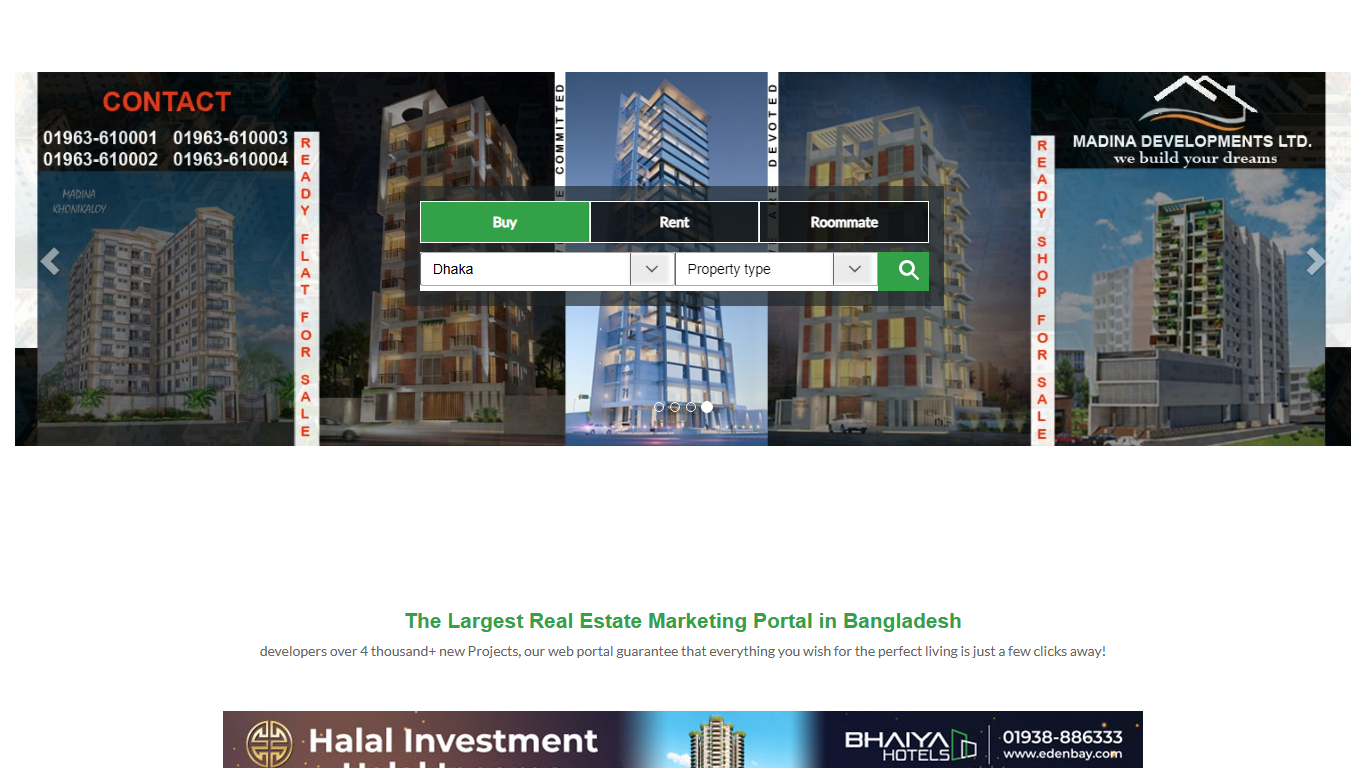 CONTACT
01963-610001 01963-610003
01963-610002 01963-610004
MADINA
KHONIKALOY
READY FLAT FOR SALE
COMMITTED
ARE DEVOTED
READY SHOP FOR SALE
MADINA DEVELOPMENTS LTD.
we build your dreams
Buy
Rent
Roommate
Dhaka
Property type
The Largest Real Estate Marketing Portal in Bangladesh
developers over 4 thousand+ new Projects, our web portal guarantee that everything you wish for the perfect living is just a few clicks away!
Halal Investment
BHAIYA
HOTELS
01938-886333
www.edenbay.com